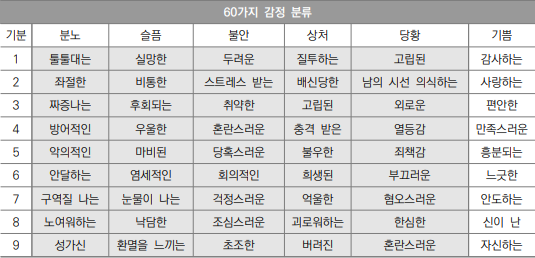 60가지 감정 분류
기분 분노 슬픔 불안 상처 당황 기쁨
1 툴툴대는 실망한 두려운 질투하는 고립된 감사하는
2 좌절한 비통한 스트레스 받는 배신당한 남의 시선 의식하는 사랑하는
3 짜증나는 후회되는 취약한 고립된 외로운 편안한
4 방어적인 우울한 혼란스러운 충격 받은 열등감 만족스러운
5 악의적인 마비된 당혹스러운 불우한 죄책감 흥분되는
6 안달하는 염세적인 회의적인 희생된 부끄러운 느긋한
7 구역질 나는 눈물이 나는 걱정스러운 억울한 혐오스러운 안도하는
8 노여워하는 낙담한 조심스러운 괴로워하는 한심한 신이 난
9 성가신 환멸을 느끼는 초조한 버려진 혼란스러운 자신하는